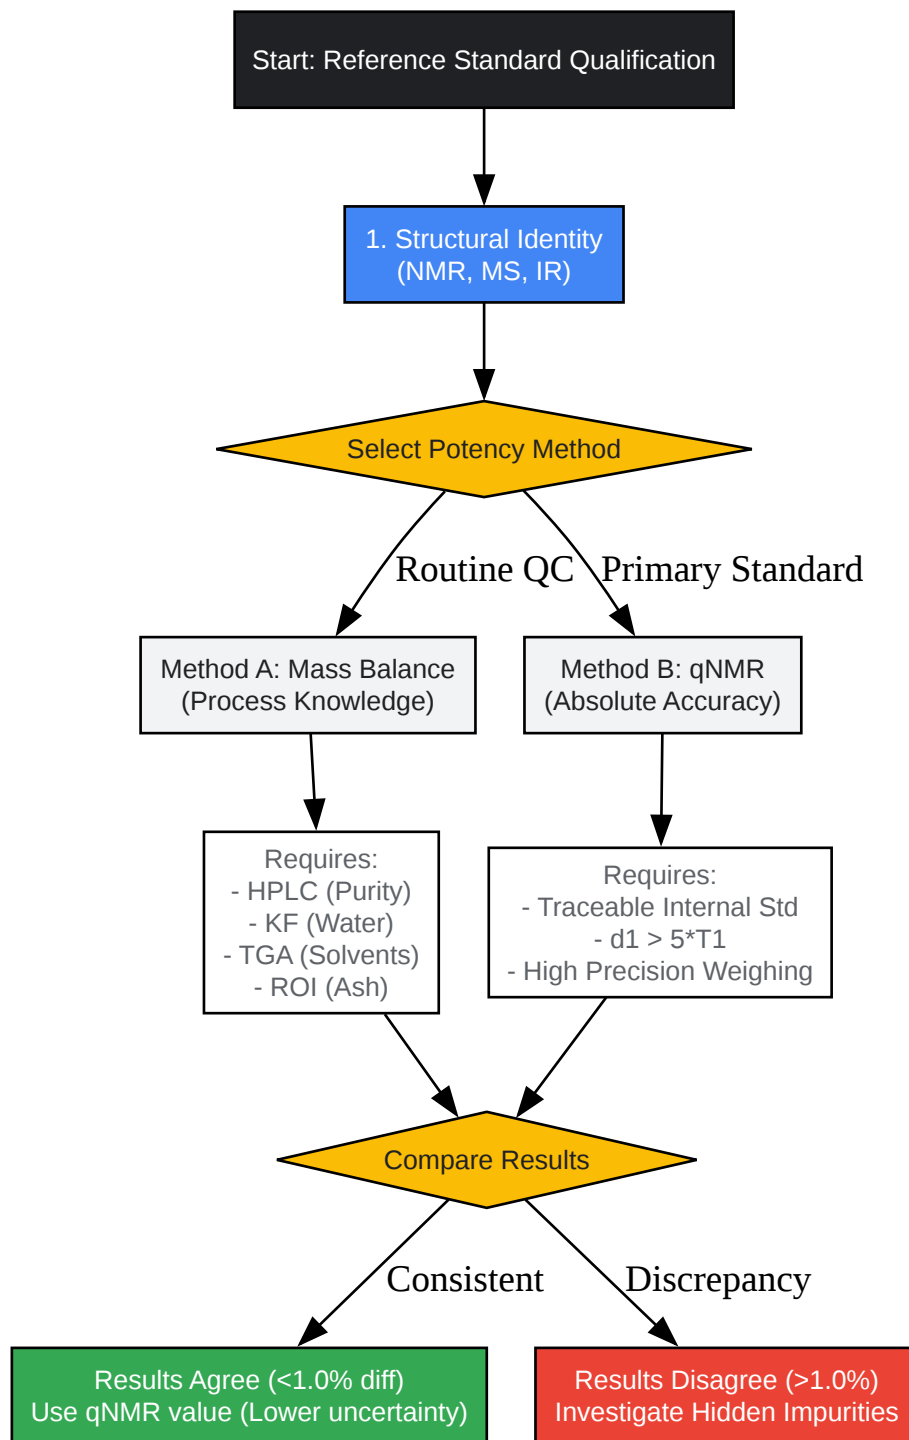 Start: Reference Standard Qualification
1. Structural Identity
(NMR, MS, IR)
Select Potency Method
Routine QC
Primary Standard
Method A: Mass Balance
(Process Knowledge)
Method B: qNMR
(Absolute Accuracy)
Requires:
- HPLC (Purity)
- KF (Water)
- TGA (Solvents)
- ROI (Ash)
Requires:
- Traceable Internal Std
- d1 > 5*T1
- High Precision Weighing
Compare Results
Consistent
Discrepancy
Results Agree (<1.0% diff)
Use qNMR value (Lower uncertainty)
Results Disagree (>1.0%)
Investigate Hidden Impurities